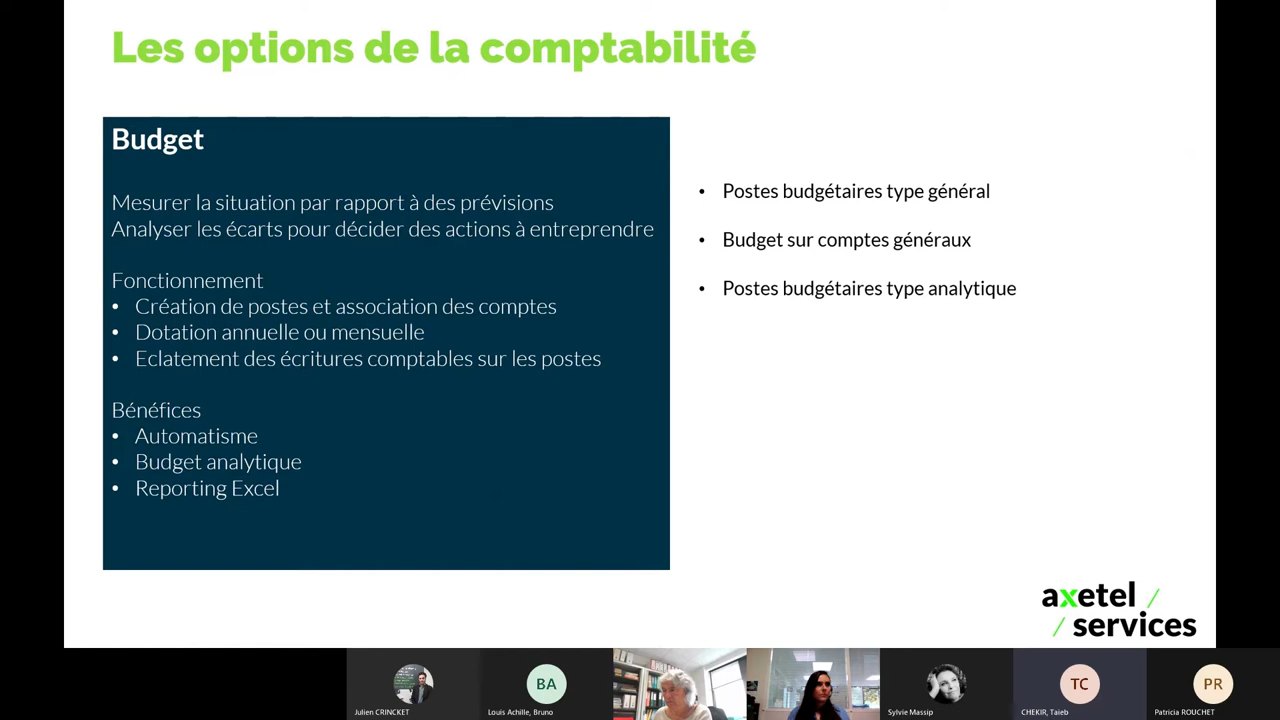 Les options de la comptabilité
Budget
Mesurer la situation par rapport à des prévisions
Analyser les écarts pour décider des actions à entreprendre
Fonctionnement
• Création de postes et association des comptes
• Dotation annuelle ou mensuelle
• Eclatement des écritures comptables sur les postes
Bénéfices
• Automatisme
• Budget analytique
• Reporting Excel
• Postes budgétaires type général
• Budget sur comptes généraux
• Postes budgétaires type analytique
axetel /
/ services
BA
TC
PR
Julien CRINCKET
Louis Achille, Bruno
Sylvie Massip
CHEKIR, Taieb
Patricia ROUCHET